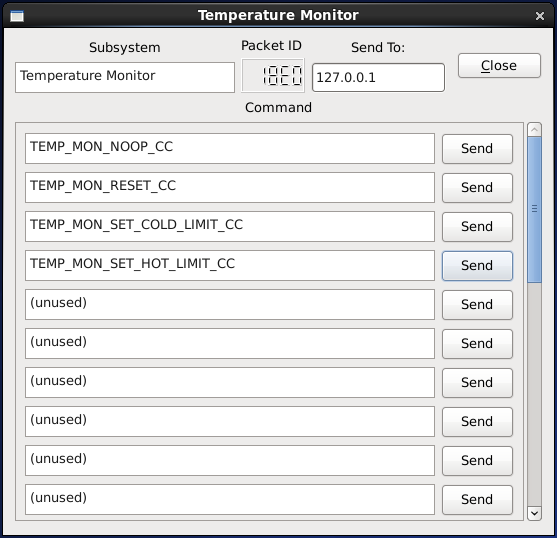 Temperature Monitor
Subsystem Packet ID Send To:
Temperature Monitor 18E0 127.0.0.1 Close
Command
TEMP_MON_NOOP_CC Send
TEMP_MON_RESET_CC Send
TEMP_MON_SET_COLD_LIMIT_CC Send
TEMP_MON_SET_HOT_LIMIT_CC Send
(unused) Send
(unused) Send
(unused) Send
(unused) Send
(unused) Send
(unused) Send